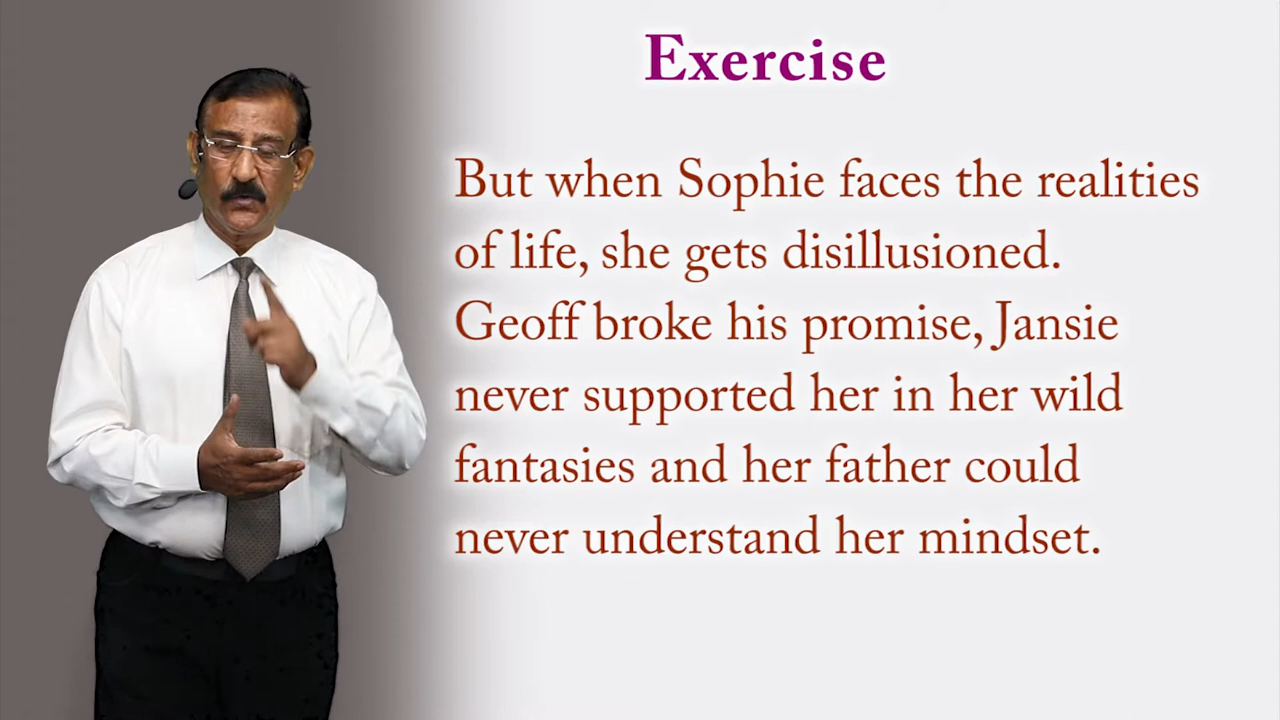 Exercise
But when Sophie faces the realities
of life, she gets disillusioned.
Geoff broke his promise, Jansie
never supported her in her wild
fantasies and her father could
never understand her mindset.